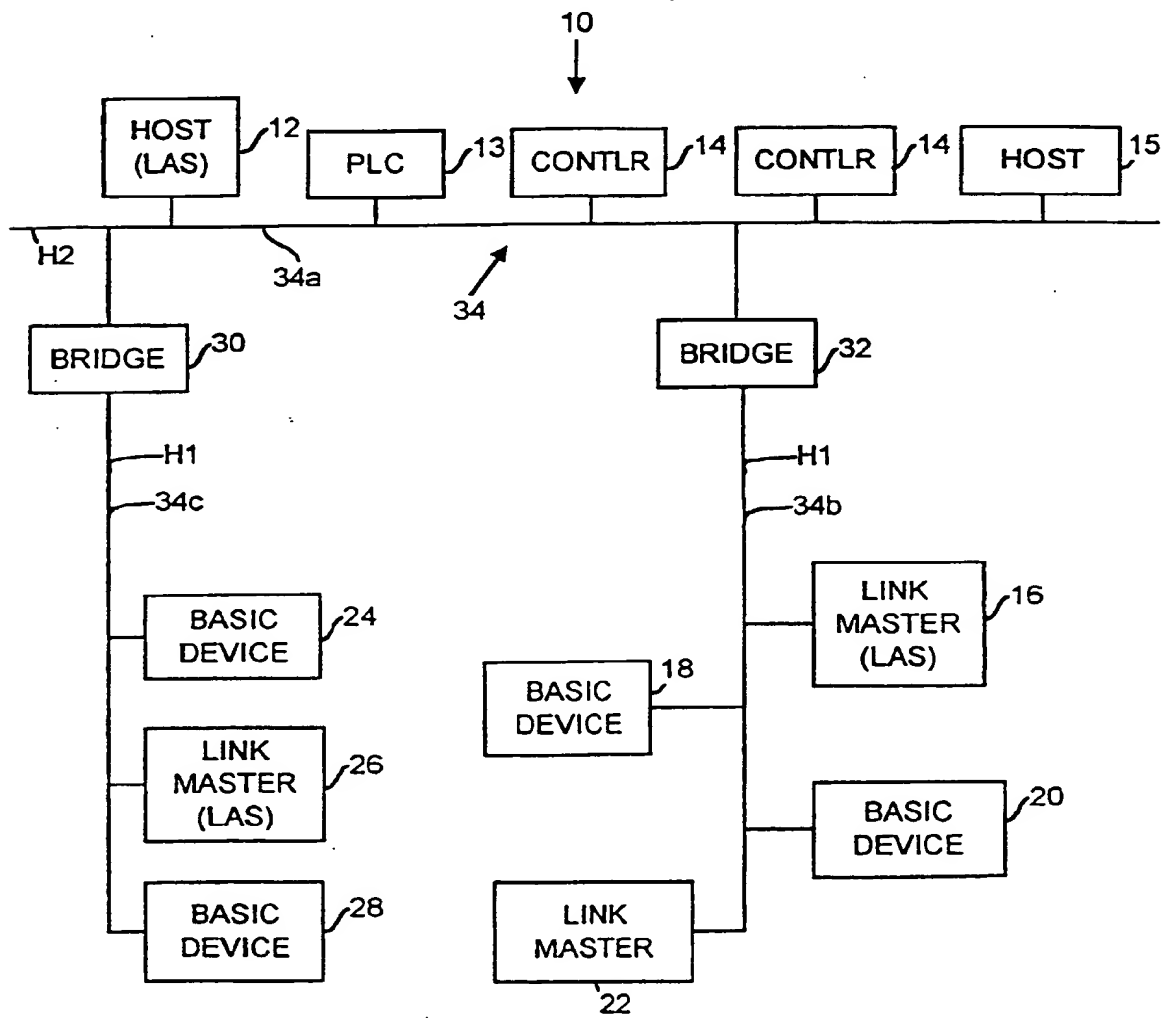 10
HOST
(LAS)
12
PLC
13
CONTLR
14
CONTLR
14
HOST
15
H2
34a
34
BRIDGE
30
BRIDGE
32
H1
34c
H1
34b
BASIC
DEVICE
24
LINK
MASTER
(LAS)
16
BASIC
DEVICE
18
LINK
MASTER
(LAS)
26
BASIC
DEVICE
20
BASIC
DEVICE
28
LINK
MASTER
22